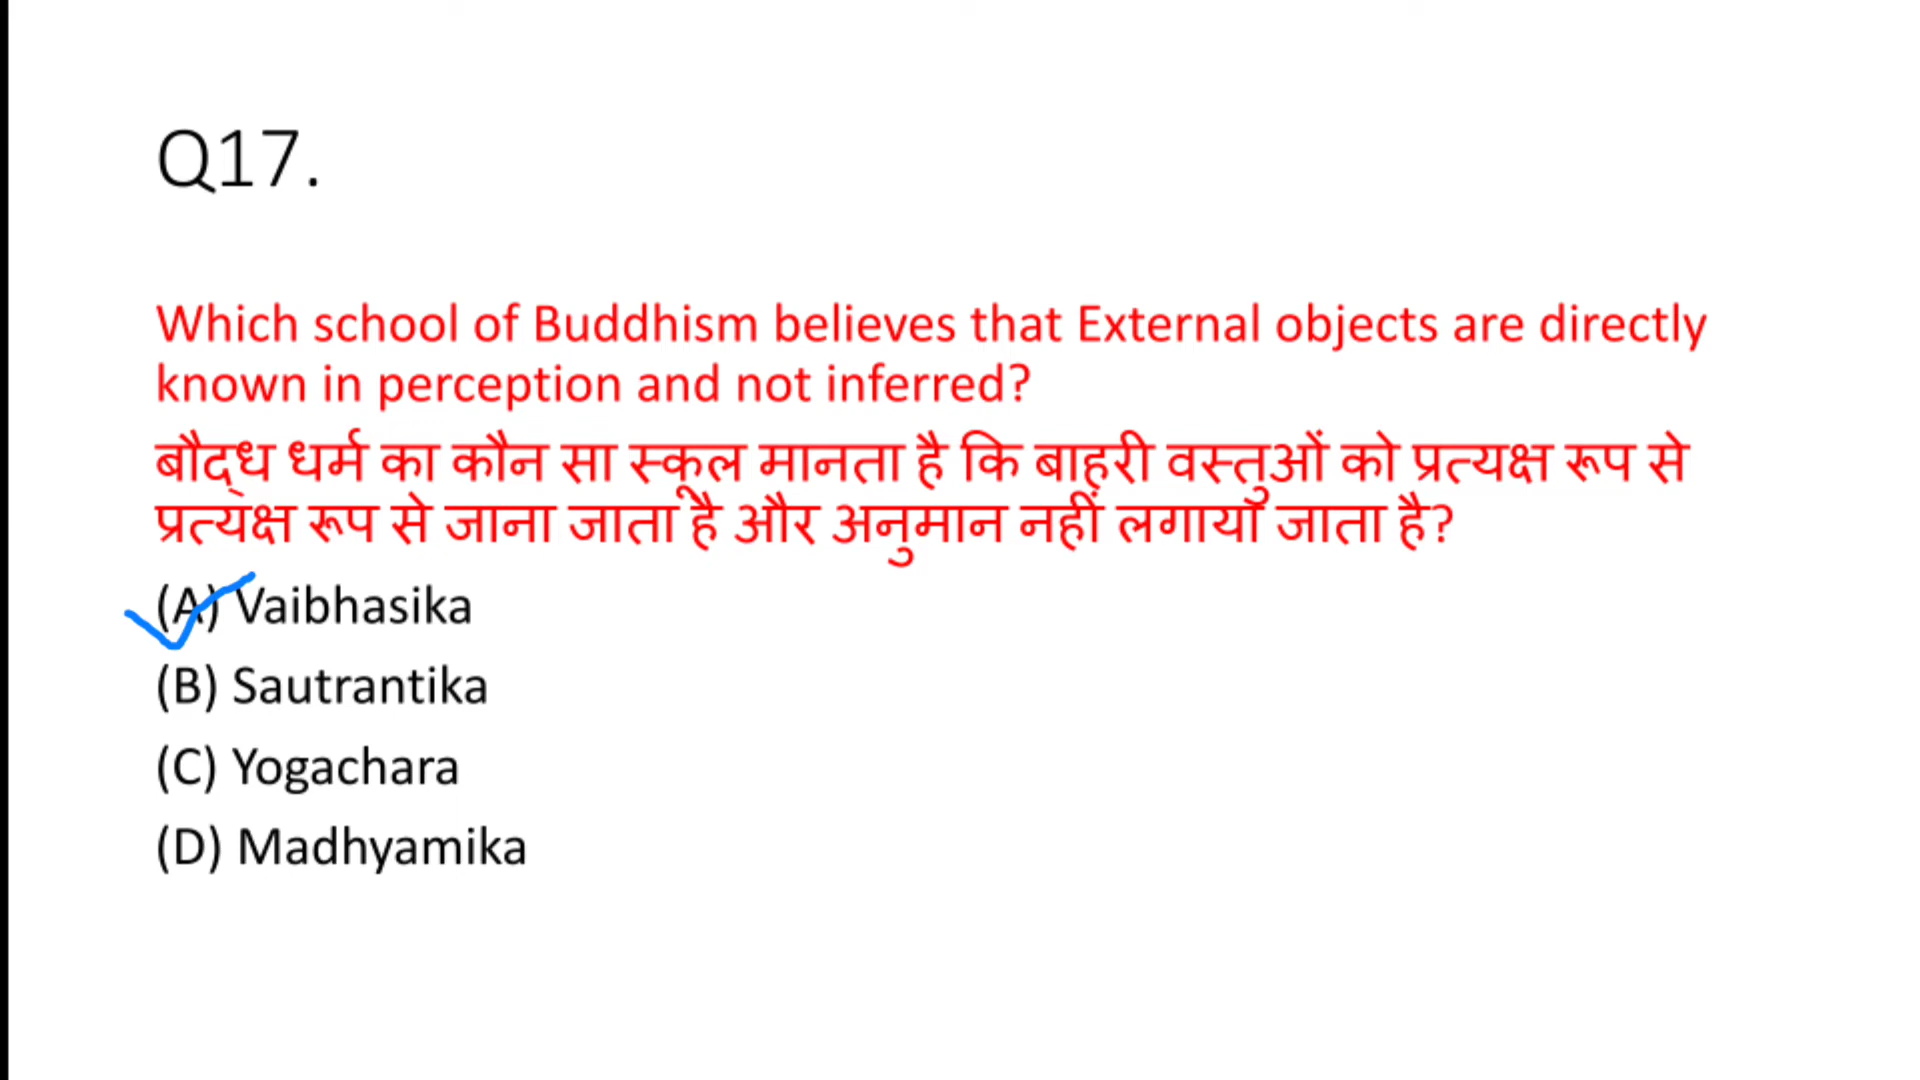 Q17.
Which school of Buddhism believes that External objects are directly
known in perception and not inferred?
बौद्ध धर्म का कौन सा स्कूल मानता है कि बाहरी वस्तुओं को प्रत्यक्ष रूप से
प्रत्यक्ष रूप से जाना जाता है और अनुमान नहीं लगाया जाता है?
(A) Vaibhasika
(B) Sautrantika
(C) Yogachara
(D) Madhyamika